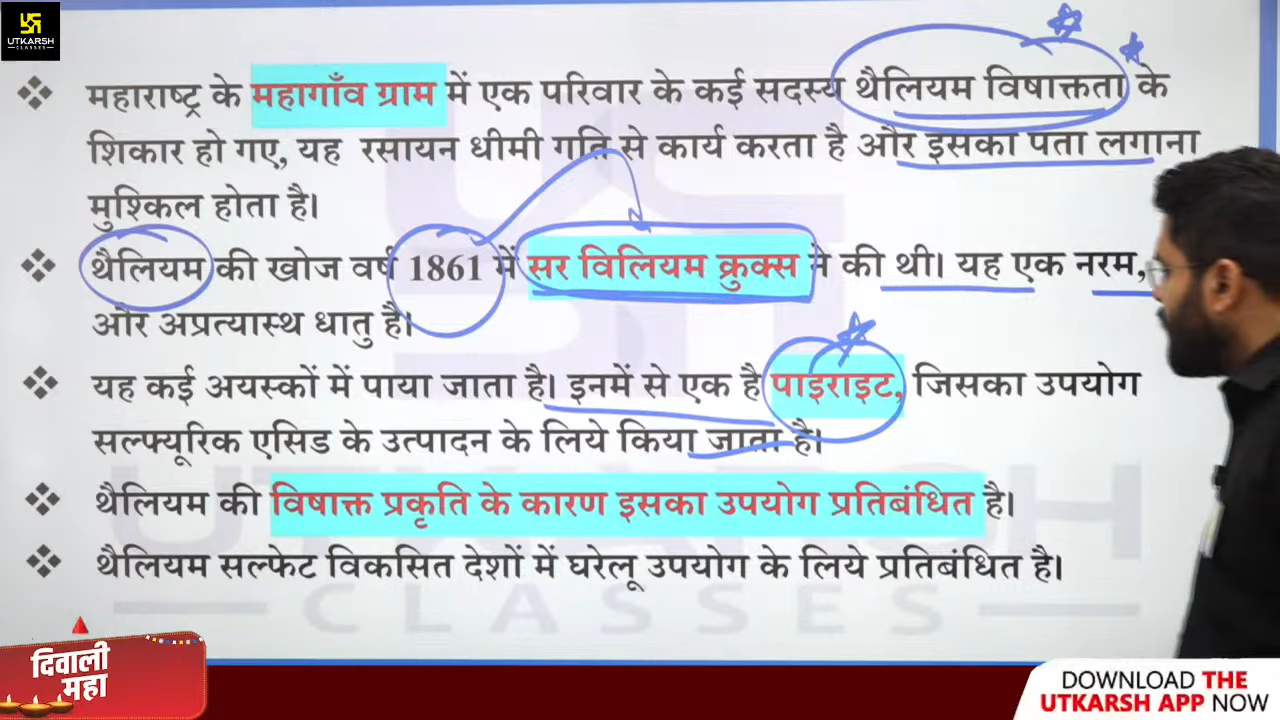 UTKARSH
CLASSES
महाराष्ट्र के महागाँव ग्राम में एक परिवार के कई सदस्य थैलियम विषाक्तता के
शिकार हो गए, यह रसायन धीमी गति से कार्य करता है और इसका पता लगाना
मुश्किल होता है।
थैलियम की खोज वर्ष 1861 में सर विलियम क्रुक्स ने की थी। यह एक नरम,
और अप्रत्यास्थ धातु है।
यह कई अयस्कों में पाया जाता है। इनमें से एक है पाइराइट, जिसका उपयोग
सल्फ्यूरिक एसिड के उत्पादन के लिये किया जाता है।
थैलियम की विषाक्त प्रकृति के कारण इसका उपयोग प्रतिबंधित है।
थैलियम सल्फेट विकसित देशों में घरेलू उपयोग के लिये प्रतिबंधित है।
UTKARSH
CLASSES
दिवाली
महा
DOWNLOAD THE
UTKARSH APP NOW